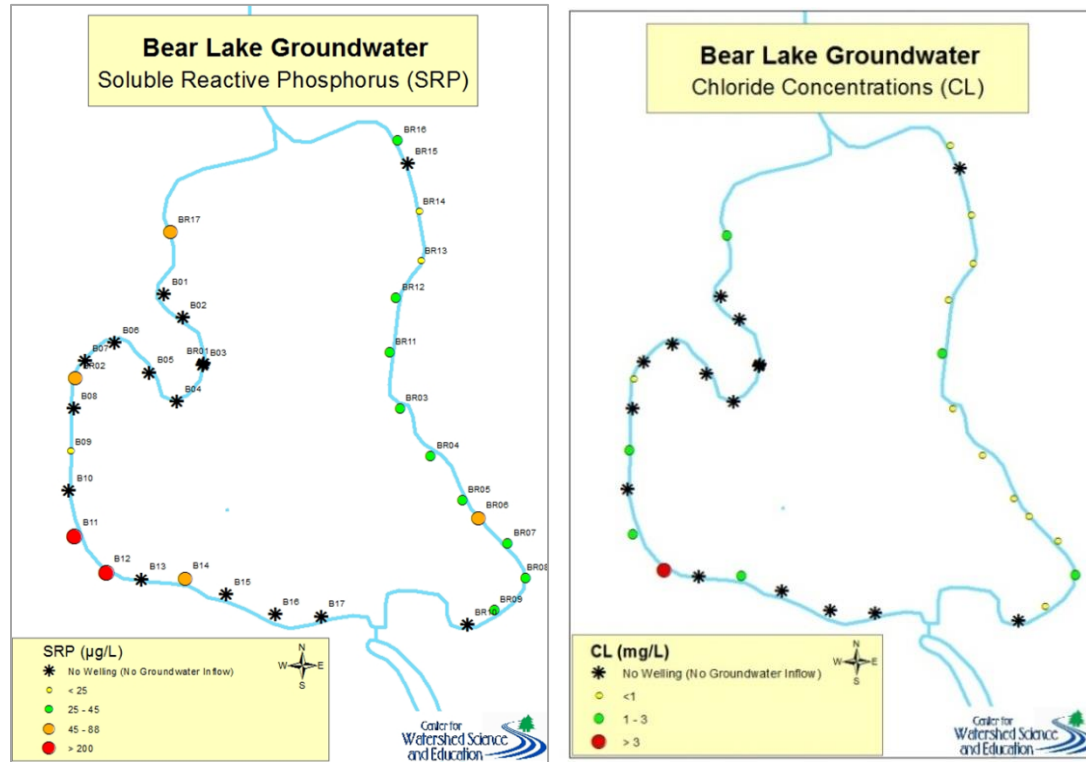 Bear Lake Groundwater
Soluble Reactive Phosphorus (SRP)
BR16
BR15
BR14
BR17
BR13
B01
BR12
B02
B06
BR01
B03
BR11
B07
BR02
B05
B08
B04
BR03
B09
BR04
B10
BR05
BR06
B11
BR07
B12
B13
B14
BR08
B15
B16
B17
BR09
BR10
SRP (µg/L)
No Welling (No Groundwater Inflow)
< 25
25 - 45
45 - 88
> 200
N
W
E
S
Center for
Watershed Science
and Education
Bear Lake Groundwater
Chloride Concentrations (CL)
CL (mg/L)
No Welling (No Groundwater Inflow)
<1
1 - 3
> 3
N
W
E
S
Center for
Watershed Science
and Education